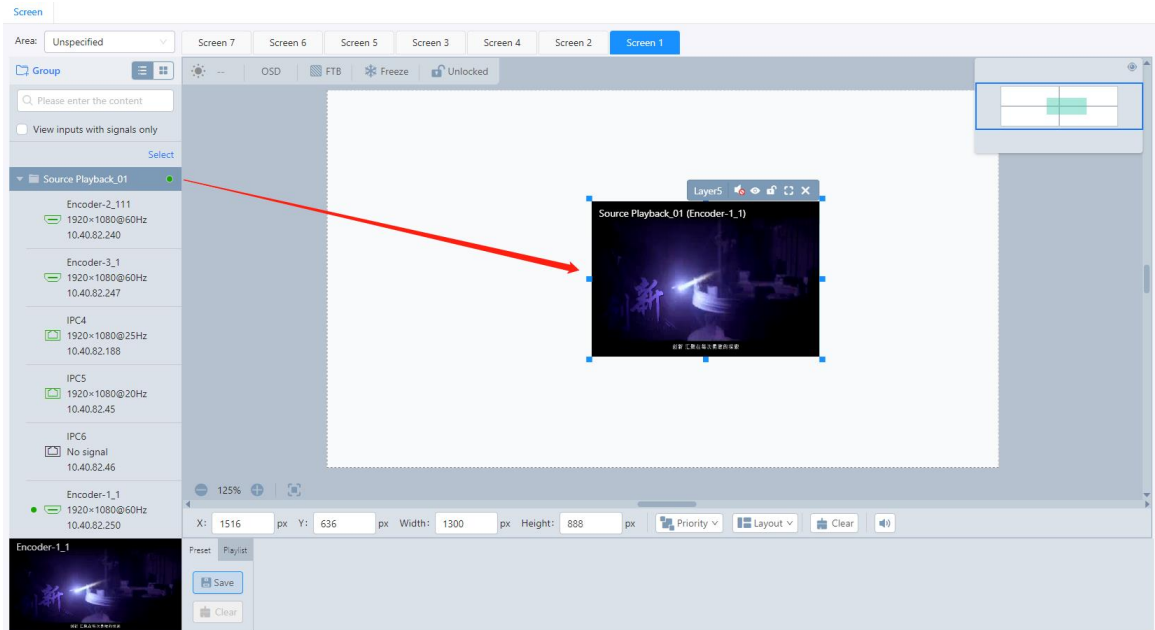 Screen
Area: Unspecified
Screen 7 Screen 6 Screen 5 Screen 3 Screen 4 Screen 2 Screen 1
Group
-- OSD FTB Freeze Unlocked
Please enter the content
View inputs with signals only
Select
Source Playback_01
Encoder-2_111
1920×1080@60Hz
10.40.82.240
Encoder-3_1
1920×1080@60Hz
10.40.82.247
IPC4
1920×1080@25Hz
10.40.82.188
IPC5
1920×1080@20Hz
10.40.82.45
IPC6
No signal
10.40.82.46
Encoder-1_1
1920×1080@60Hz
10.40.82.250
Layer5
Source Playback_01 (Encoder-1_1)
新
125%
X: 1516 px Y: 636 px Width: 1300 px Height: 888 px Priority Layout Clear
Encoder-1_1
新
Preset Playlist
Save
Clear